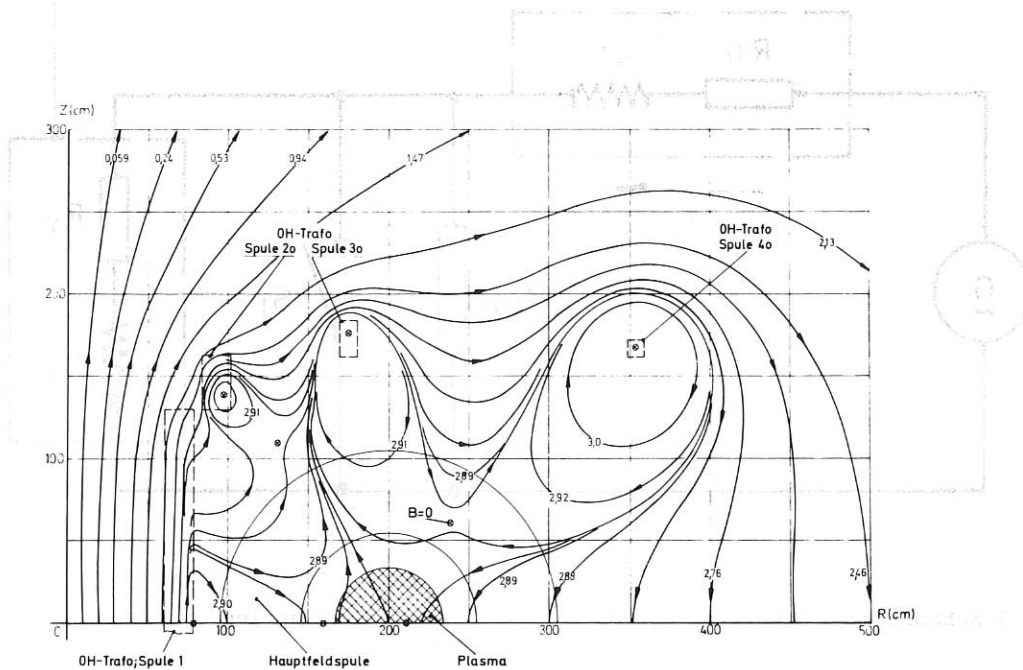 Z(cm)
300
0,059
0,24
0,53
0,94
1,47
OH-Trafo
Spule 2o Spule 3o
OH-Trafo
Spule 4o
2,13
200
2,91
3,0
100
2,91
2,89
2,92
B=0
2,89
2,90
2,89
2,88
2,76
2,46
100
200
300
400
500
R(cm)
OH-Trafo; Spule 1
Hauptfeldspule
Plasma